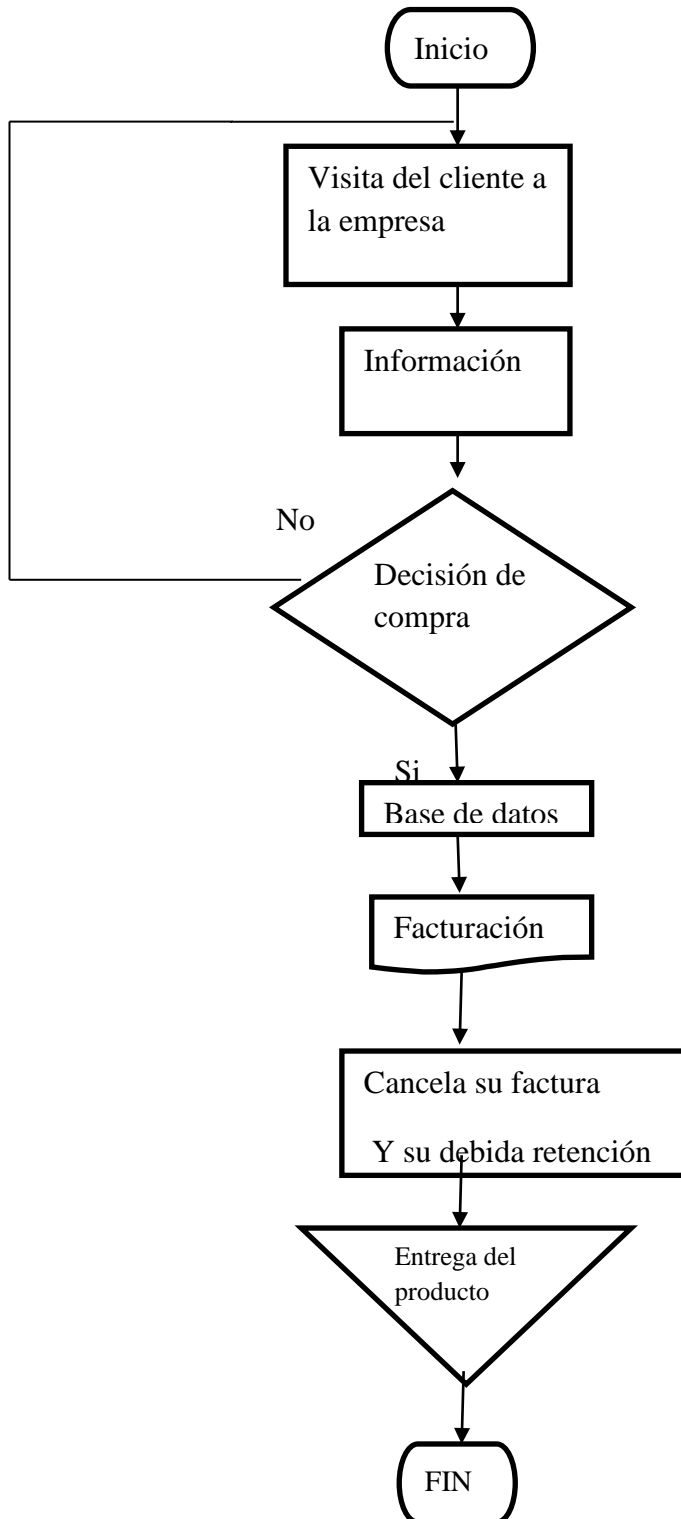 Inicio
Visita del cliente a
la empresa
Información
No
Decisión de
compra
Si
Base de datos
Facturación
Cancela su factura
Y su debida retención
Entrega del
producto
FIN